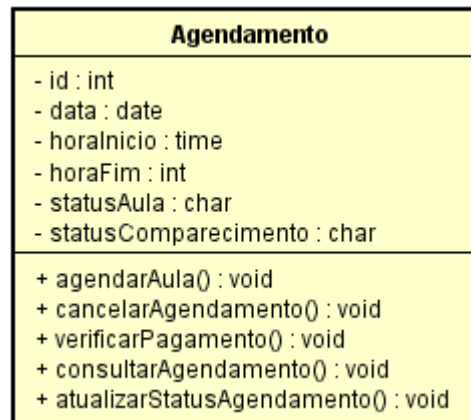 Agendamento
- id : int
- data : date
- horaInicio : time
- horaFim : int
- statusAula : char
- statusComparecimento : char
+ agendarAula() : void
+ cancelarAgendamento() : void
+ verificarPagamento() : void
+ consultarAgendamento() : void
+ atualizarStatusAgendamento() : void